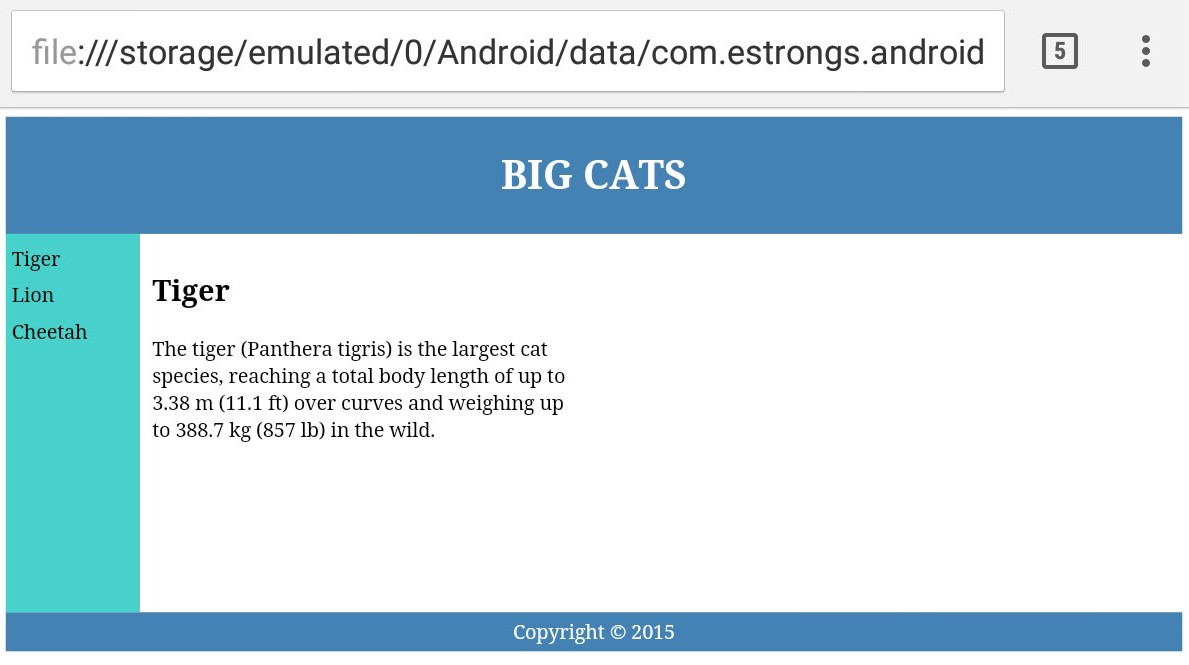 file:///storage/emulated/0/Android/data/com.estrongs.android
5
BIG CATS
Tiger
Lion
Cheetah
Tiger
The tiger (Panthera tigris) is the largest cat
species, reaching a total body length of up to
3.38 m (11.1 ft) over curves and weighing up
to 388.7 kg (857 lb) in the wild.
Copyright © 2015